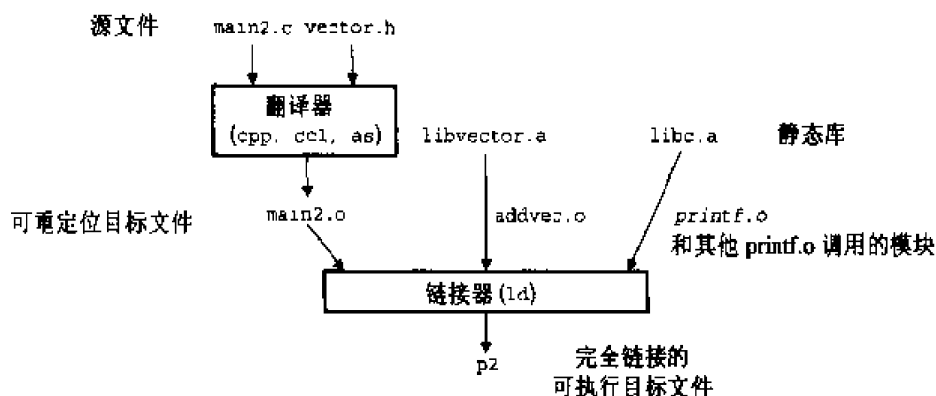 源文件 main2.c vector.h
翻译器
(cpp, cc1, as)
libvector.a
libc.a
静态库
可重定位目标文件
main2.o
addvec.o
printf.o
和其他 printf.o 调用的模块
链接器 (ld)
p2
完全链接的
可执行目标文件